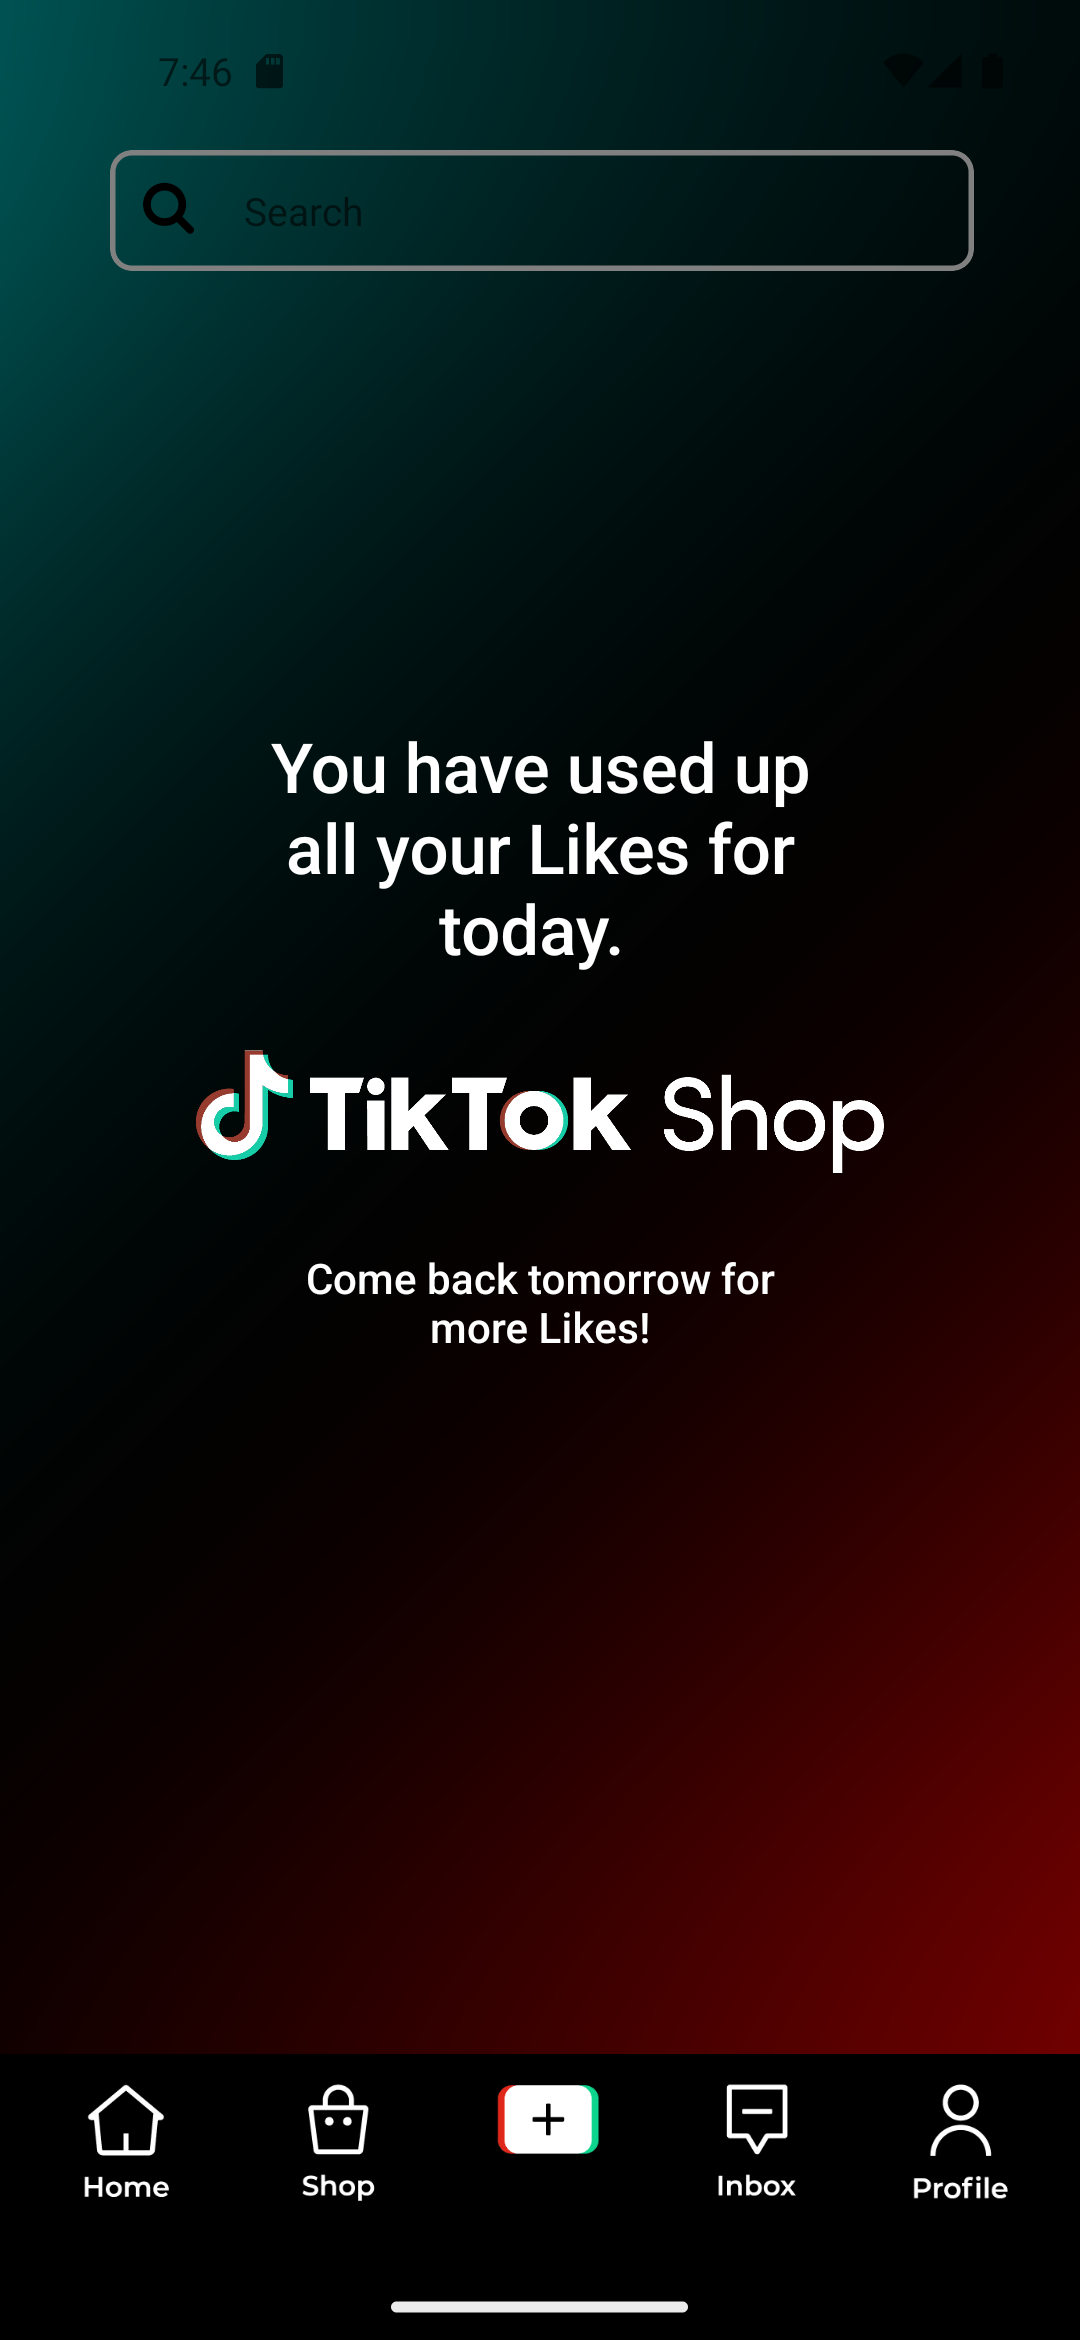 7:46
Search
You have used up
all your Likes for
today.
TikTok Shop
Come back tomorrow for
more Likes!
Home
Shop
Inbox
Profile